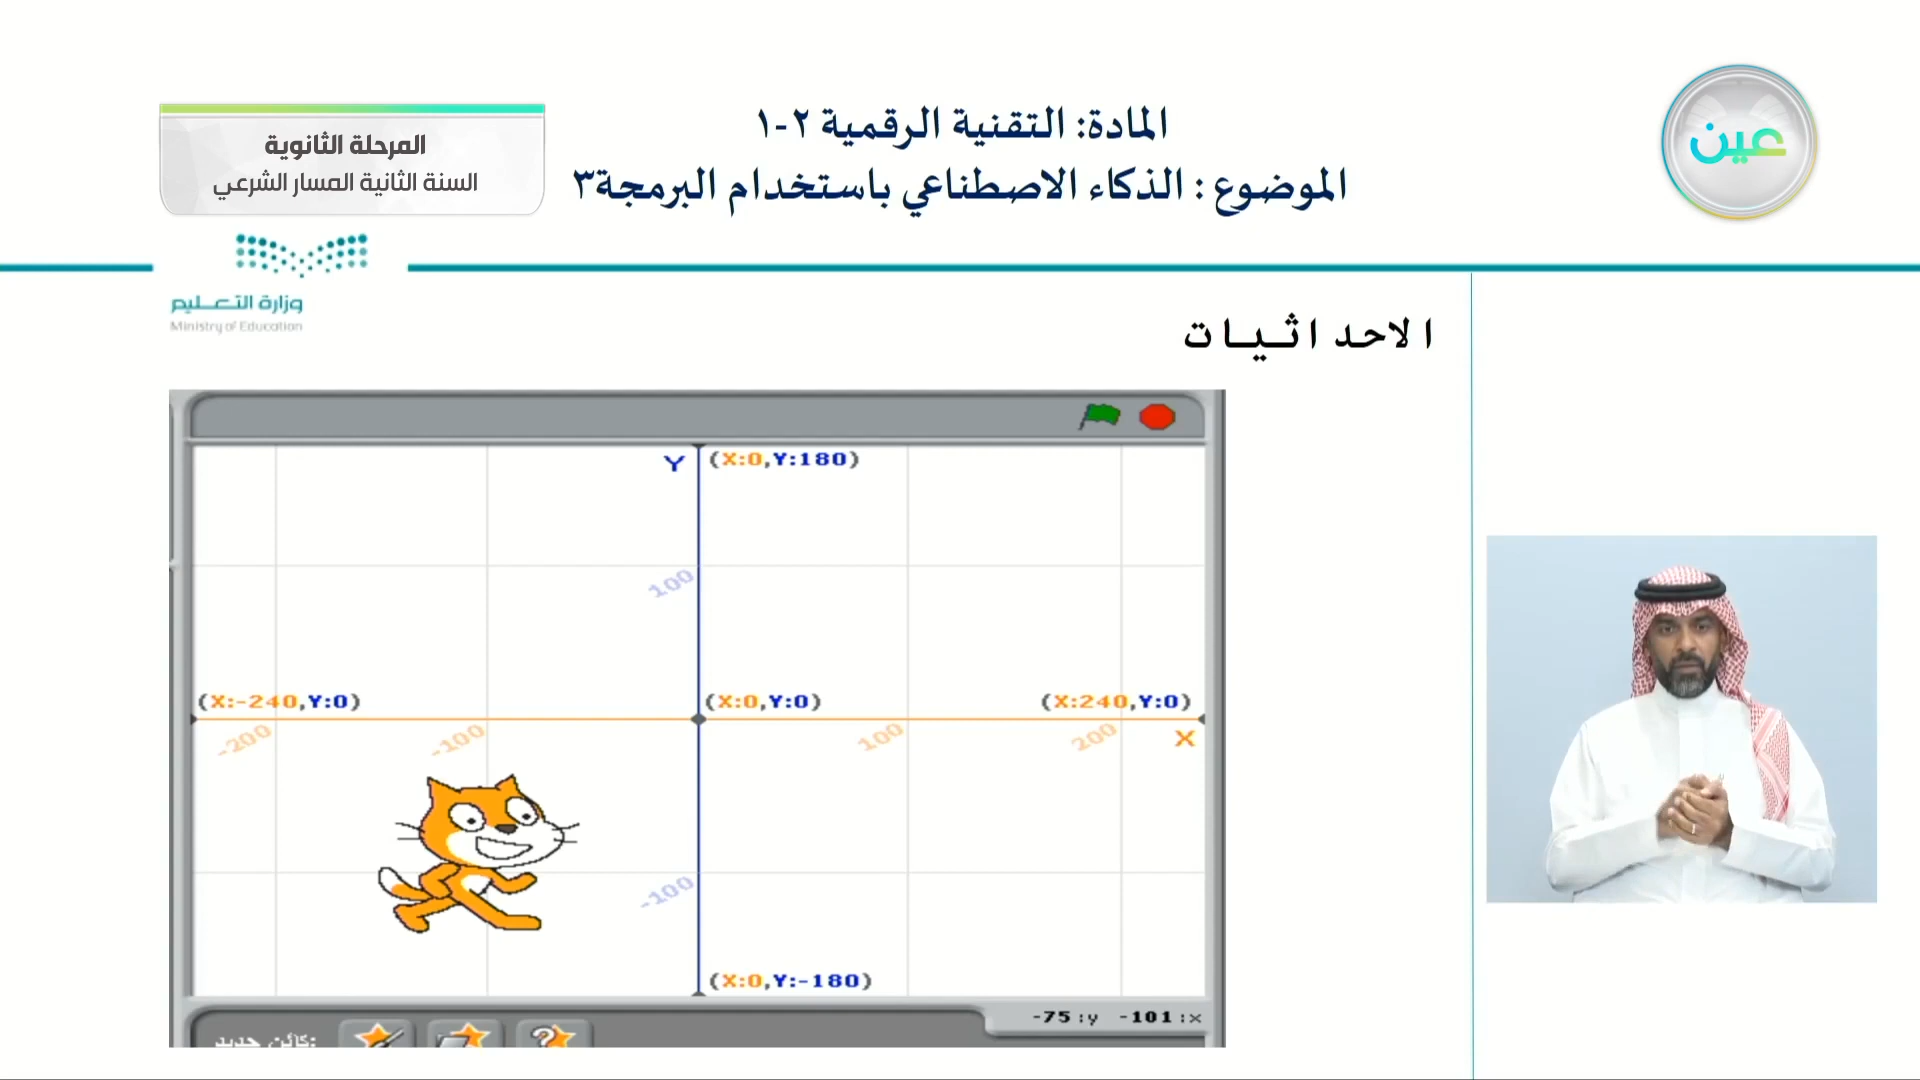 المادة: التقنية الرقمية ٢-١
الموضوع : الذكاء الاصطناعي باستخدام البرمجة٣
عين
المرحلة الثانوية
السنة الثانية المسار الشرعي
وزارة التعليم
Ministry of Education
الاحداثيات
Y
(X:0,Y:180)
100
(X:-240,Y:0)
(X:0,Y:0)
(X:240,Y:0)
-200
-100
100
200
X
-100
(X:0,Y:-180)
-75 :y -101 :x
كائن جديد: